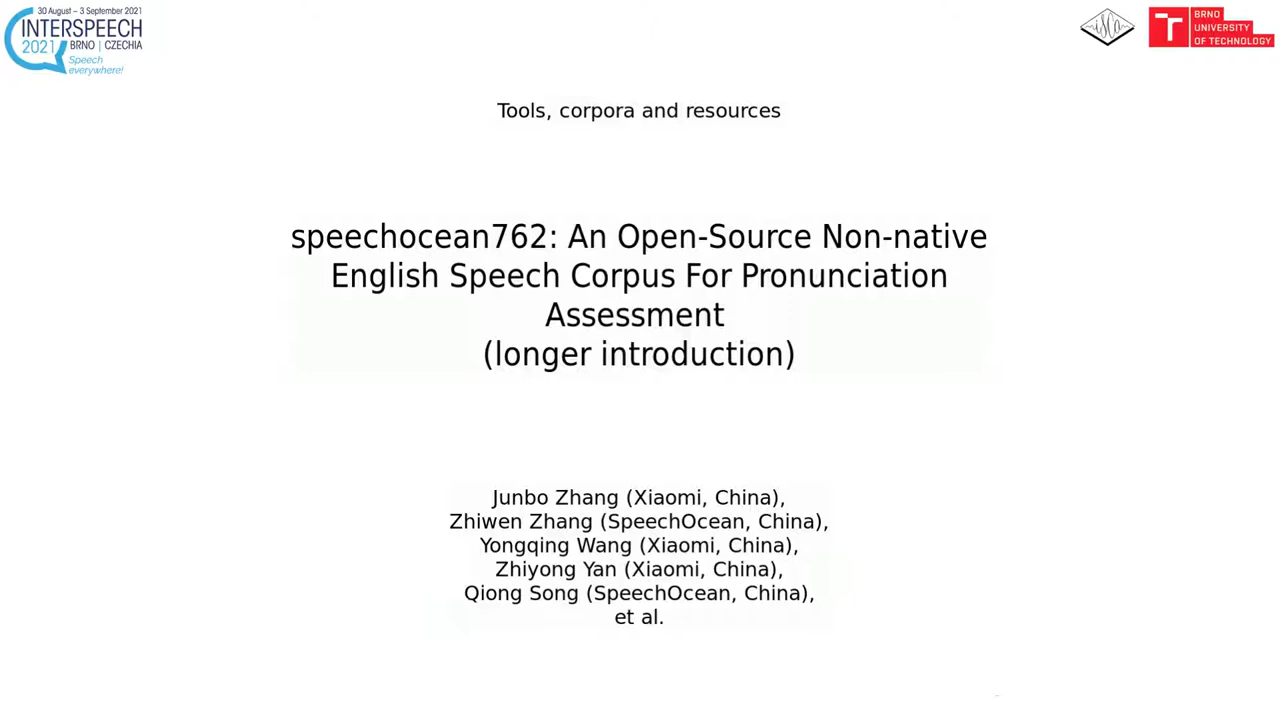 30 August – 3 September 2021
INTERSPEECH
2021 BRNO | CZECHIA
Speech
everywhere!
isca
T BRNO
UNIVERSITY
OF TECHNOLOGY
Tools, corpora and resources
speechocean762: An Open-Source Non-native
English Speech Corpus For Pronunciation
Assessment
(longer introduction)
Junbo Zhang (Xiaomi, China),
Zhiwen Zhang (SpeechOcean, China),
Yongqing Wang (Xiaomi, China),
Zhiyong Yan (Xiaomi, China),
Qiong Song (SpeechOcean, China),
et al.